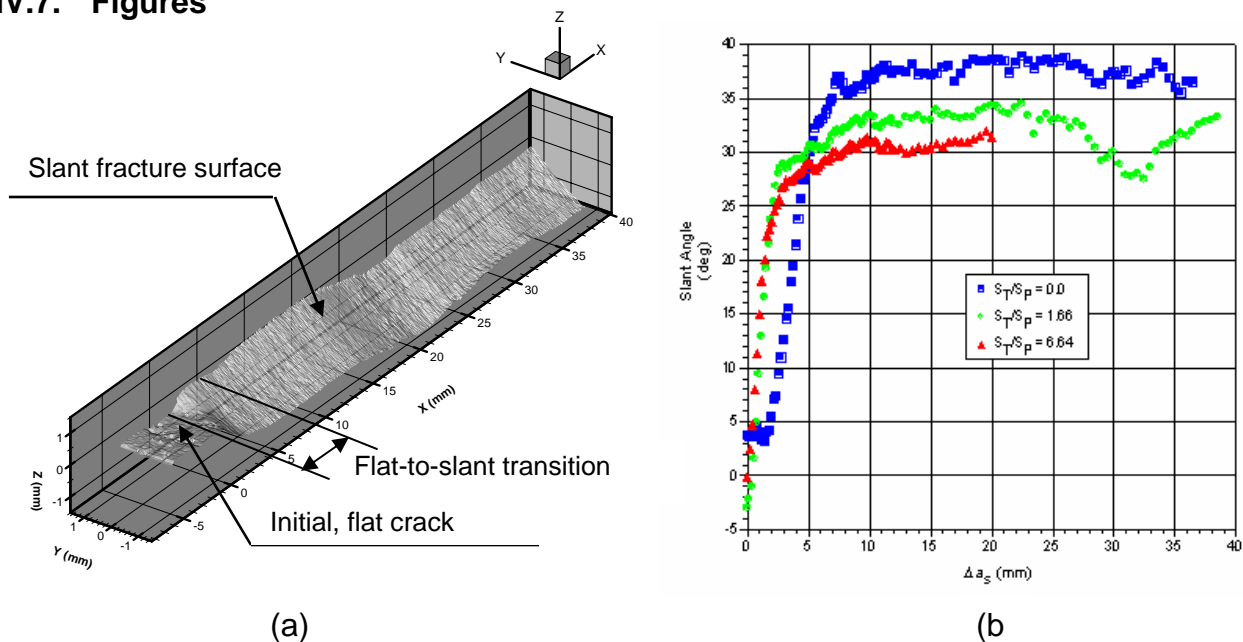 IV.7. Figures
Z
Y
X
Slant fracture surface
40
35
30
25
20
15
10
5
0
-5
X (mm)
Flat-to-slant transition
Initial, flat crack
1
0
-1
Z (mm)
1
0
-1
Y (mm)
(a)
40
35
30
25
20
15
10
5
0
-5
Slant Angle
(deg)
S_T/S_P = 0.0
S_T/S_P = 1.66
S_T/S_P = 6.64
0
5
10
15
20
25
30
35
40
Δa_S (mm)
(b